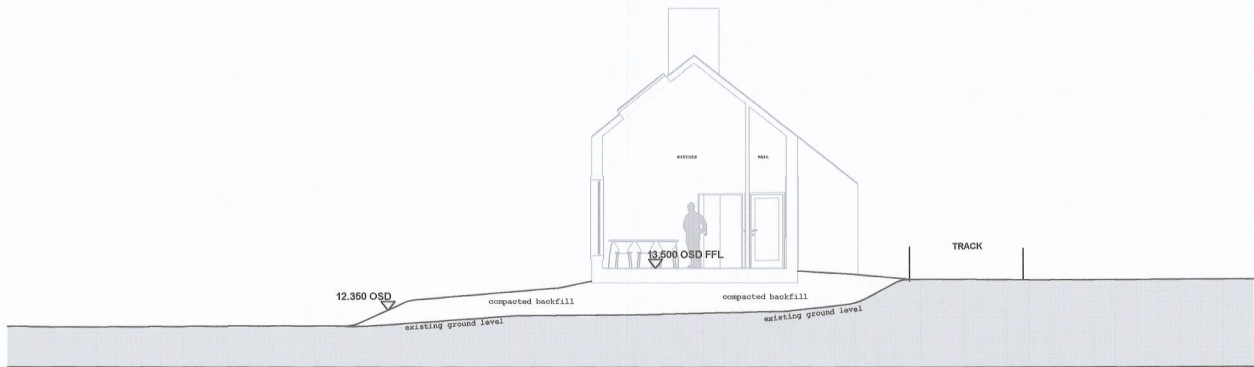 KITCHEN
HALL
13.500 OSD FFL
TRACK
12.350 OSD
compacted backfill
compacted backfill
existing ground level
existing ground level